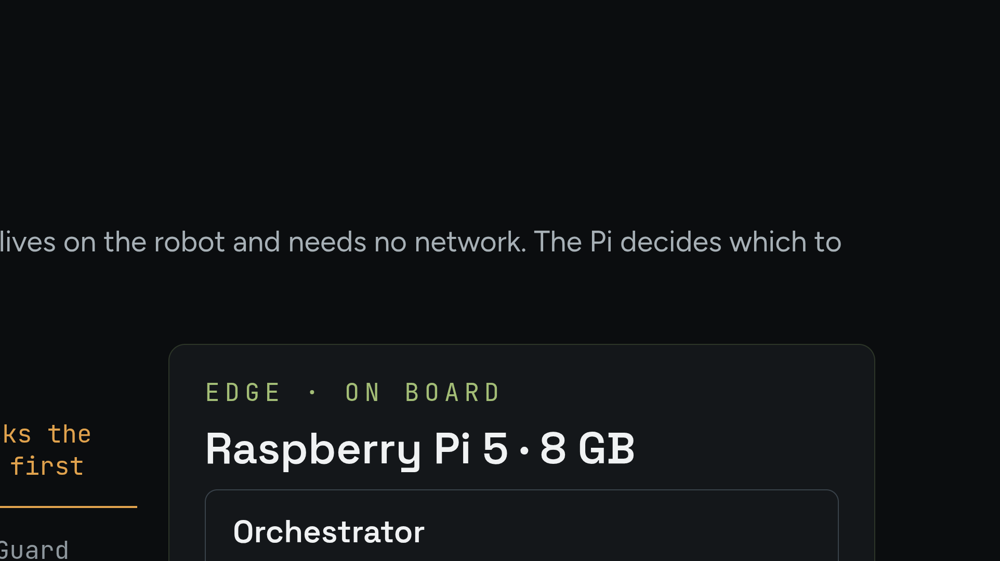 lives on the robot and needs no network. The Pi decides which to
EDGE · ON BOARD
Raspberry Pi 5 · 8 GB
Orchestrator
ks the
first
Guard